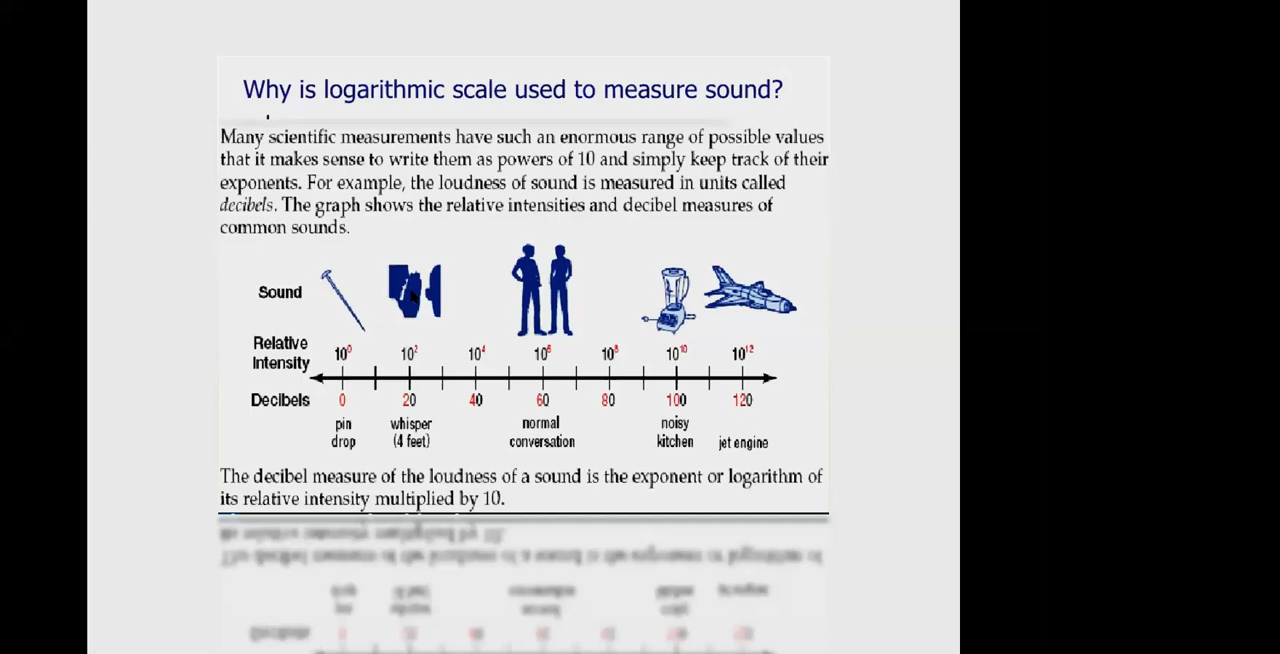 Why is logarithmic scale used to measure sound?
Many scientific measurements have such an enormous range of possible values
that it makes sense to write them as powers of 10 and simply keep track of their
exponents. For example, the loudness of sound is measured in units called
decibels. The graph shows the relative intensities and decibel measures of
common sounds.
Sound
Relative
Intensity
10⁰ 10² 10⁴ 10⁶ 10⁸ 10¹⁰ 10¹²
Decibels 0 20 40 60 80 100 120
pin whisper normal noisy
drop (4 feet) conversation kitchen jet engine
The decibel measure of the loudness of a sound is the exponent or logarithm of
its relative intensity multiplied by 10.